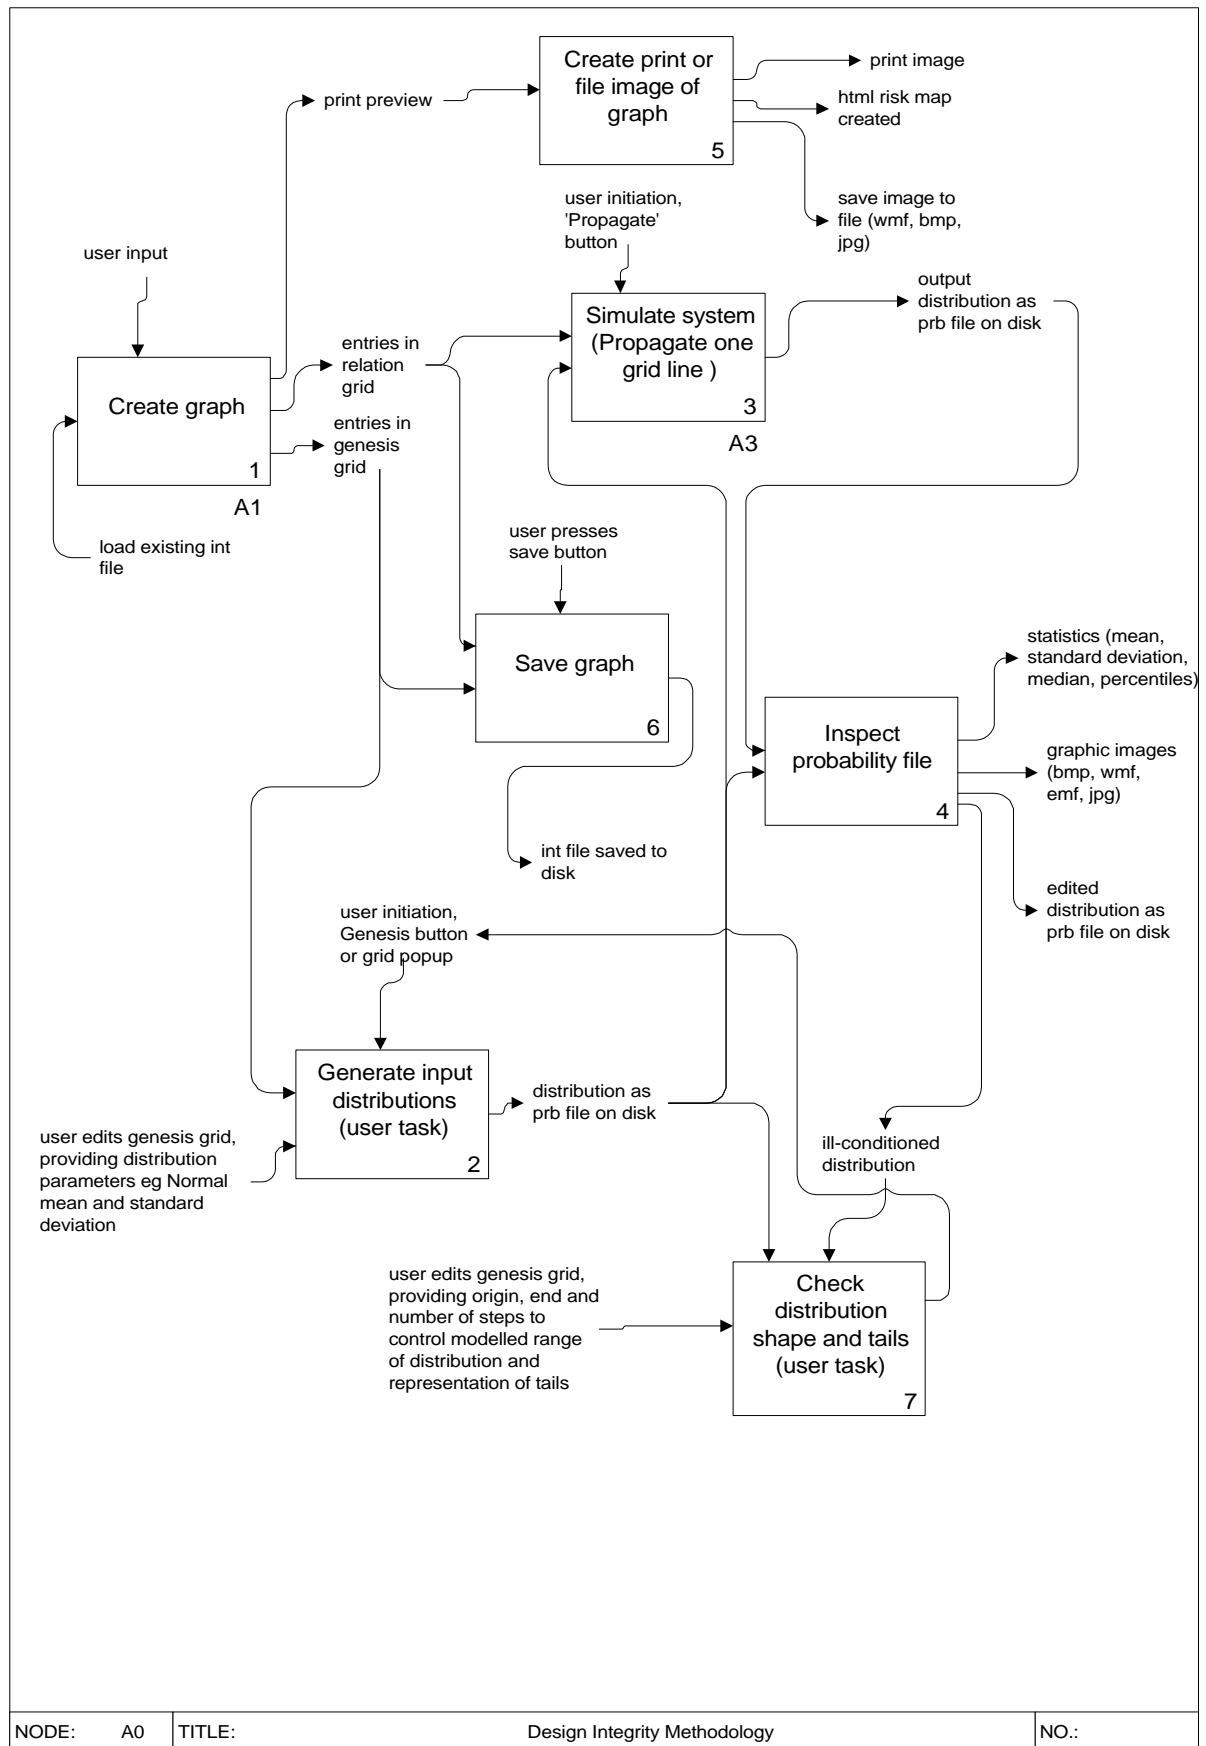 Create print or
file image of
graph
5
print image
html risk map
created
print preview
save image to
file (wmf, bmp,
jpg)
user initiation,
'Propagate'
button
user input
output
distribution as
prb file on disk
Simulate system
(Propagate one
grid line )
3
A3
entries in
relation
grid
Create graph
1
A1
entries in
genesis
grid
load existing int
file
user presses
save button
Save graph
6
statistics (mean,
standard deviation,
median, percentiles)
Inspect
probability file
4
graphic images
(bmp, wmf,
emf, jpg)
int file saved to
disk
edited
distribution as
prb file on disk
user initiation,
Genesis button
or grid popup
Generate input
distributions
(user task)
2
distribution as
prb file on disk
user edits genesis grid,
providing distribution
parameters eg Normal
mean and standard
deviation
ill-conditioned
distribution
user edits genesis grid,
providing origin, end and
number of steps to
control modelled range
of distribution and
representation of tails
Check
distribution
shape and tails
(user task)
7
NODE: A0 TITLE: Design Integrity Methodology NO.: